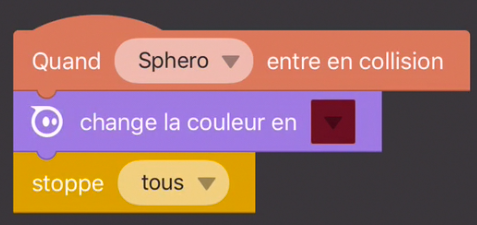 Quand Sphero entre en collision
change la couleur en
stoppe tous